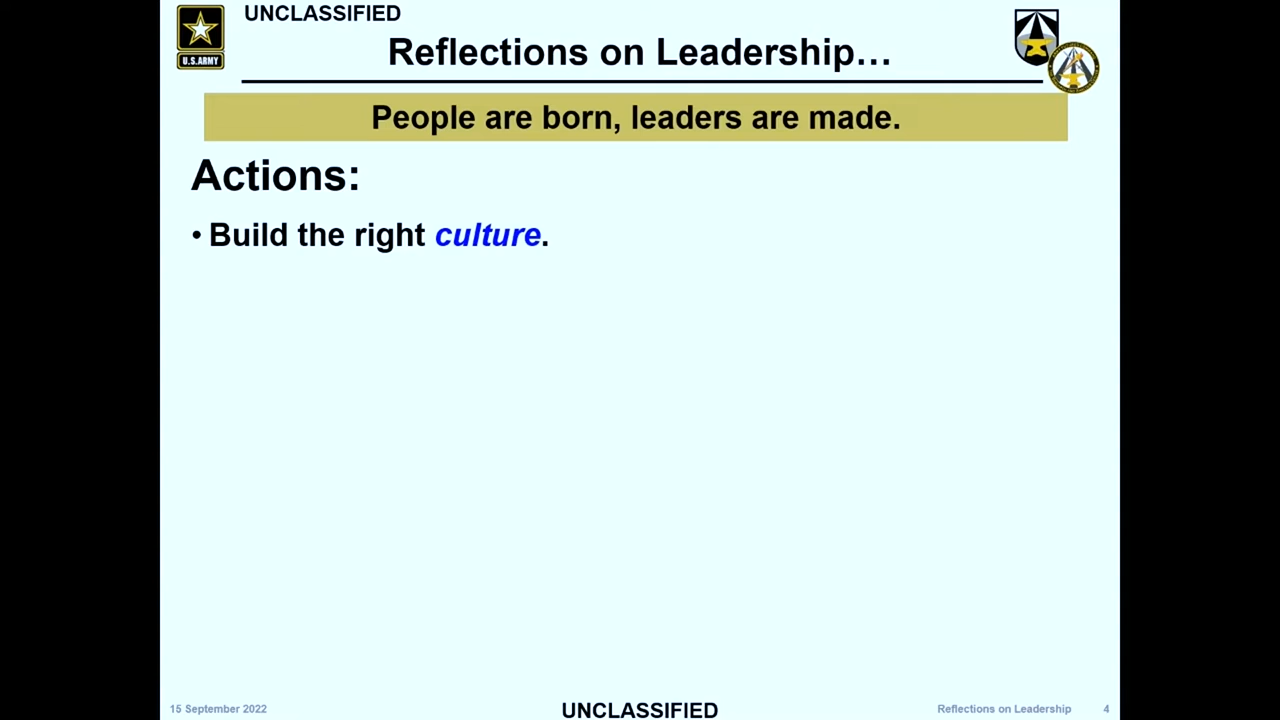 UNCLASSIFIED
U.S.ARMY
Reflections on Leadership…
People are born, leaders are made.
Actions:
• Build the right culture.
15 September 2022
UNCLASSIFIED
Reflections on Leadership 4